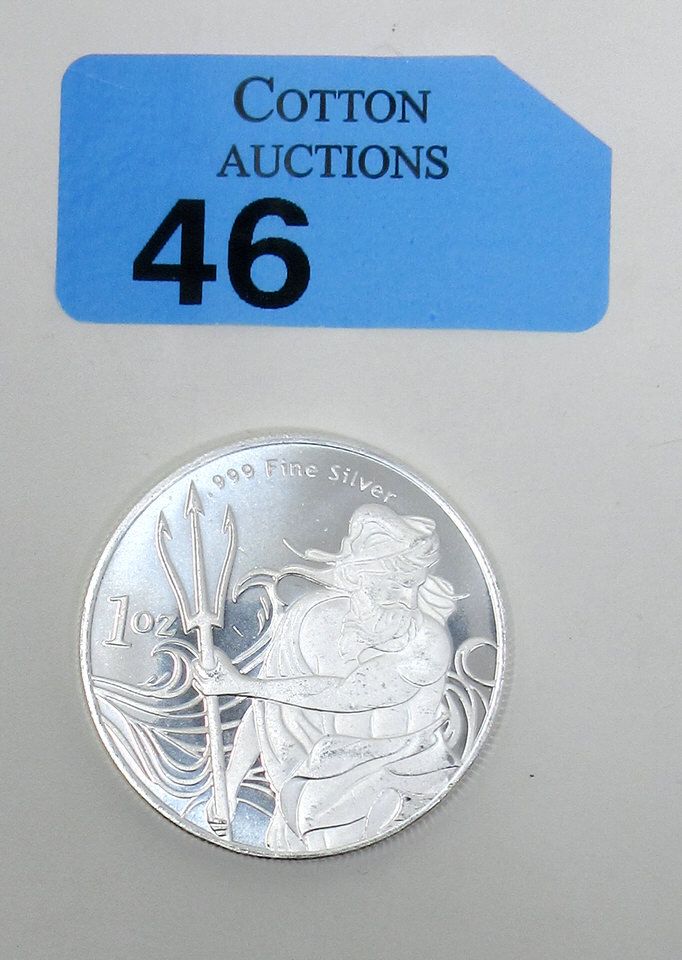 COTTON
AUCTIONS
46
.999 Fine Silver
1oz